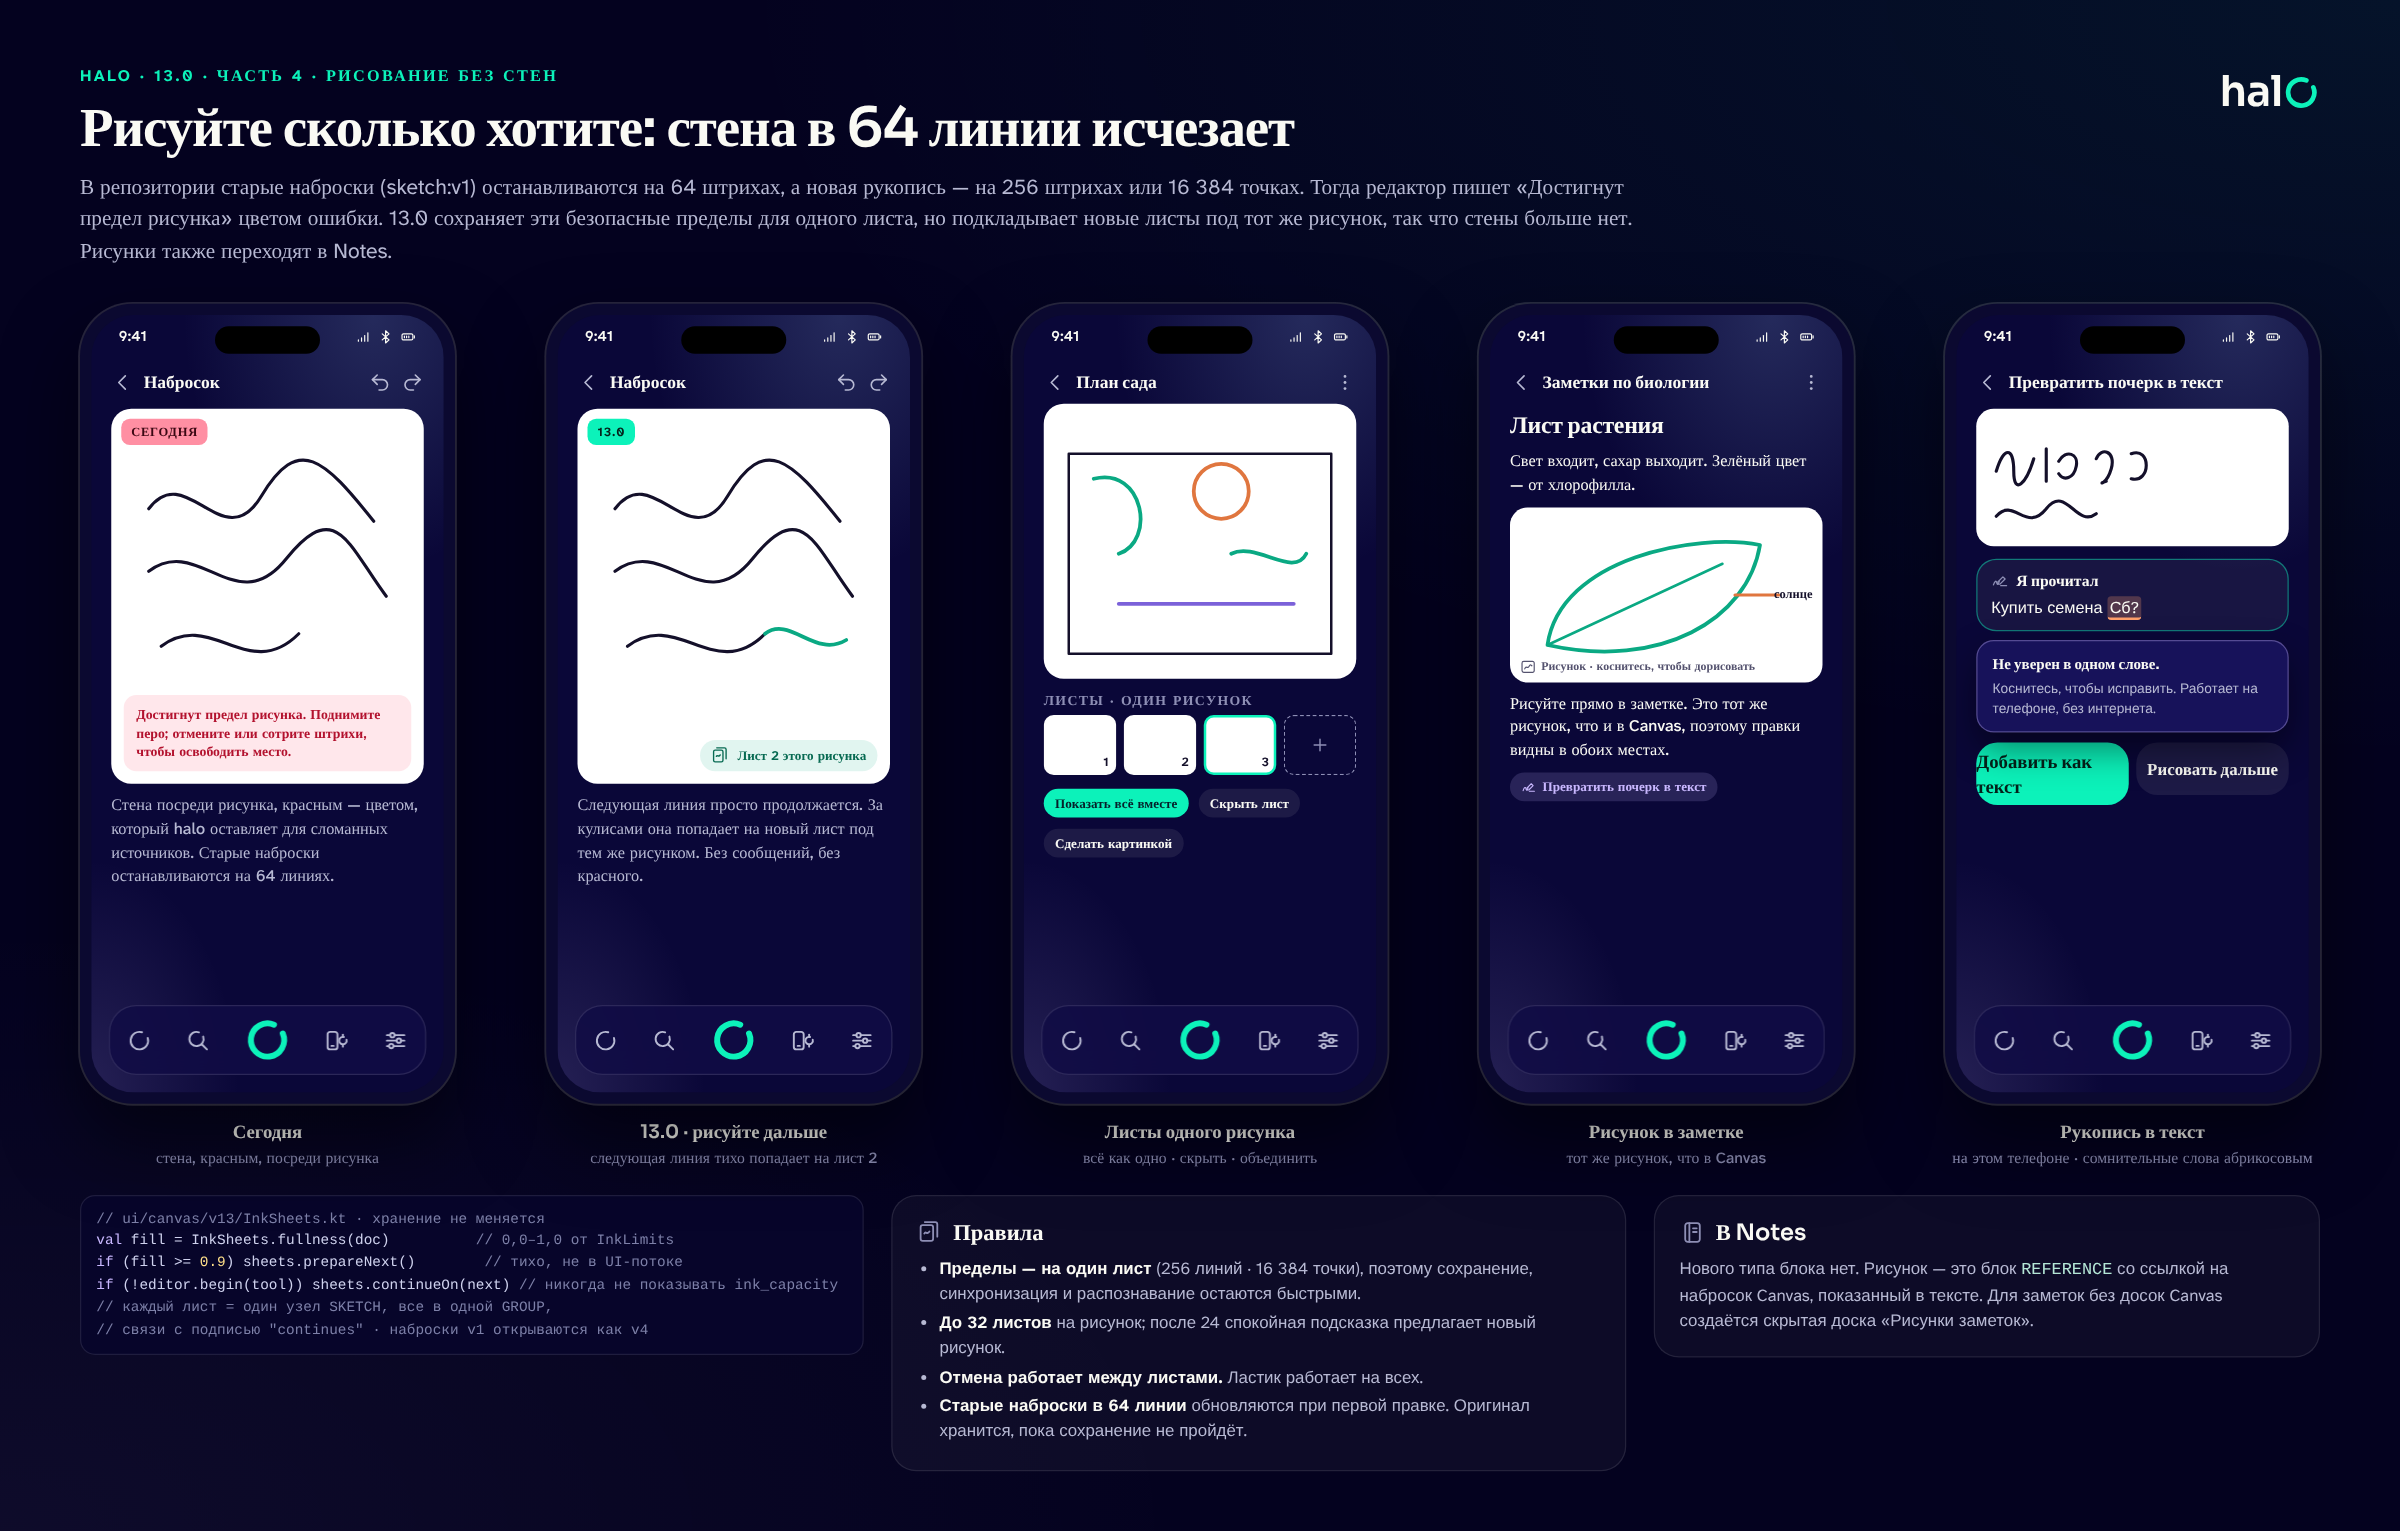 HALO · 13.0 · ЧАСТЬ 4 · РИСОВАНИЕ БЕЗ СТЕН
halo
Рисуйте сколько хотите: стена в 64 линии исчезает
В репозитории старые наброски (sketch:v1) останавливаются на 64 штрихах, а новая рукопись — на 256 штрихах или 16 384 точках. Тогда редактор пишет «Достигнут
предел рисунка» цветом ошибки. 13.0 сохраняет эти безопасные пределы для одного листа, но подкладывает новые листы под тот же рисунок, так что стены больше нет.
Рисунки также переходят в Notes.
9:41
Набросок
СЕГОДНЯ
Достигнут предел рисунка. Поднимите
перо; отмените или сотрите штрихи,
чтобы освободить место.
Стена посреди рисунка, красным — цветом,
который halo оставляет для сломанных
источников. Старые наброски
останавливаются на 64 линиях.
Сегодня
стена, красным, посреди рисунка
9:41
Набросок
13.0
Лист 2 этого рисунка
Следующая линия просто продолжается. За
кулисами она попадает на новый лист под
тем же рисунком. Без сообщений, без
красного.
13.0 · рисуйте дальше
следующая линия тихо попадает на лист 2
9:41
План сада
ЛИСТЫ · ОДИН РИСУНОК
1
2
3
+
Показать всё вместе
Скрыть лист
Сделать картинкой
Листы одного рисунка
всё как одно · скрыть · объединить
9:41
Заметки по биологии
Лист растения
Свет входит, сахар выходит. Зелёный цвет
— от хлорофилла.
солнце
Рисунок · коснитесь, чтобы дорисовать
Рисуйте прямо в заметке. Это тот же
рисунок, что и в Canvas, поэтому правки
видны в обоих местах.
Превратить почерк в текст
Рисунок в заметке
тот же рисунок, что в Canvas
9:41
Превратить почерк в текст
Я прочитал
Купить семена Сб?
Не уверен в одном слове.
Коснитесь, чтобы исправить. Работает на
телефоне, без интернета.
Добавить как
текст
Рисовать дальше
Рукопись в текст
на этом телефоне · сомнительные слова абрикосовым
// ui/canvas/v13/InkSheets.kt · хранение не меняется
val fill = InkSheets.fullness(doc) // 0,0–1,0 от InkLimits
if (fill >= 0.9) sheets.prepareNext() // тихо, не в UI-потоке
if (!editor.begin(tool)) sheets.continueOn(next) // никогда не показывать ink_capacity
// каждый лист = один узел SKETCH, все в одной GROUP,
// связи с подписью "continues" · наброски v1 открываются как v4
Правила
• Пределы — на один лист (256 линий · 16 384 точки), поэтому сохранение,
синхронизация и распознавание остаются быстрыми.
• До 32 листов на рисунок; после 24 спокойная подсказка предлагает новый
рисунок.
• Отмена работает между листами. Ластик работает на всех.
• Старые наброски в 64 линии обновляются при первой правке. Оригинал
хранится, пока сохранение не пройдёт.
В Notes
Нового типа блока нет. Рисунок — это блок REFERENCE со ссылкой на
набросок Canvas, показанный в тексте. Для заметок без досок Canvas
создаётся скрытая доска «Рисунки заметок».